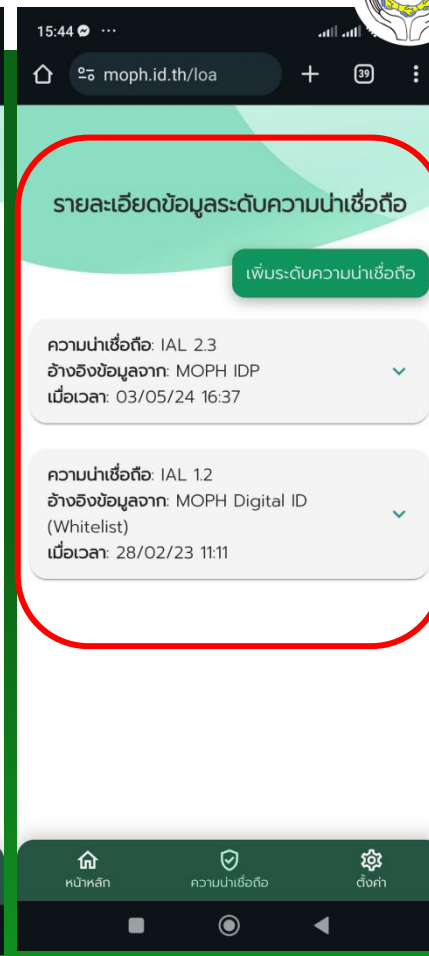 15:44
moph.id.th/loa
39
รายละเอียดข้อมูลระดับความน่าเชื่อถือ
เพิ่มระดับความน่าเชื่อถือ
ความน่าเชื่อถือ: IAL 2.3
อ้างอิงข้อมูลจาก: MOPH IDP
เมื่อเวลา: 03/05/24 16:37
ความน่าเชื่อถือ: IAL 1.2
อ้างอิงข้อมูลจาก: MOPH Digital ID
(Whitelist)
เมื่อเวลา: 28/02/23 11:11
หน้าหลัก
ความน่าเชื่อถือ
ตั้งค่า